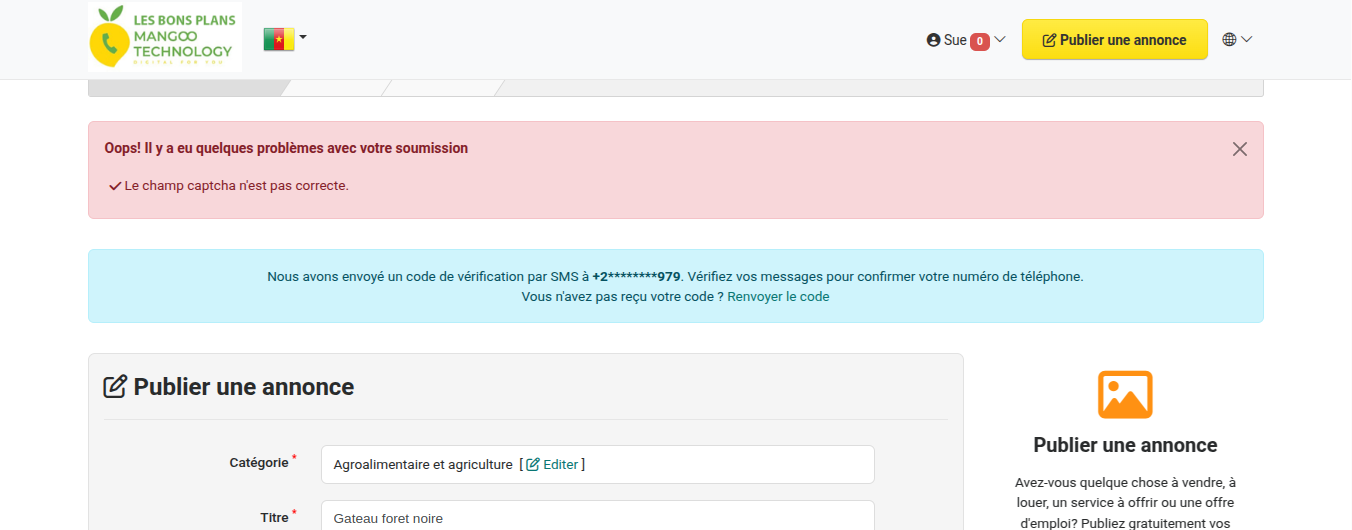 LES BONS PLANS
MANGOO
TECHNOLOGY
DIGITAL FOR YOU
Sue 0
Publier une annonce
Oops! Il y a eu quelques problèmes avec votre soumission
Le champ captcha n'est pas correcte.
Nous avons envoyé un code de vérification par SMS à +2********979. Vérifiez vos messages pour confirmer votre numéro de téléphone.
Vous n'avez pas reçu votre code ? Renvoyer le code
Publier une annonce
Catégorie *
Agroalimentaire et agriculture [ Editer ]
Titre *
Gateau foret noire
Publier une annonce
Avez-vous quelque chose à vendre, à
louer, un service à offrir ou une offre
d'emploi? Publiez gratuitement vos